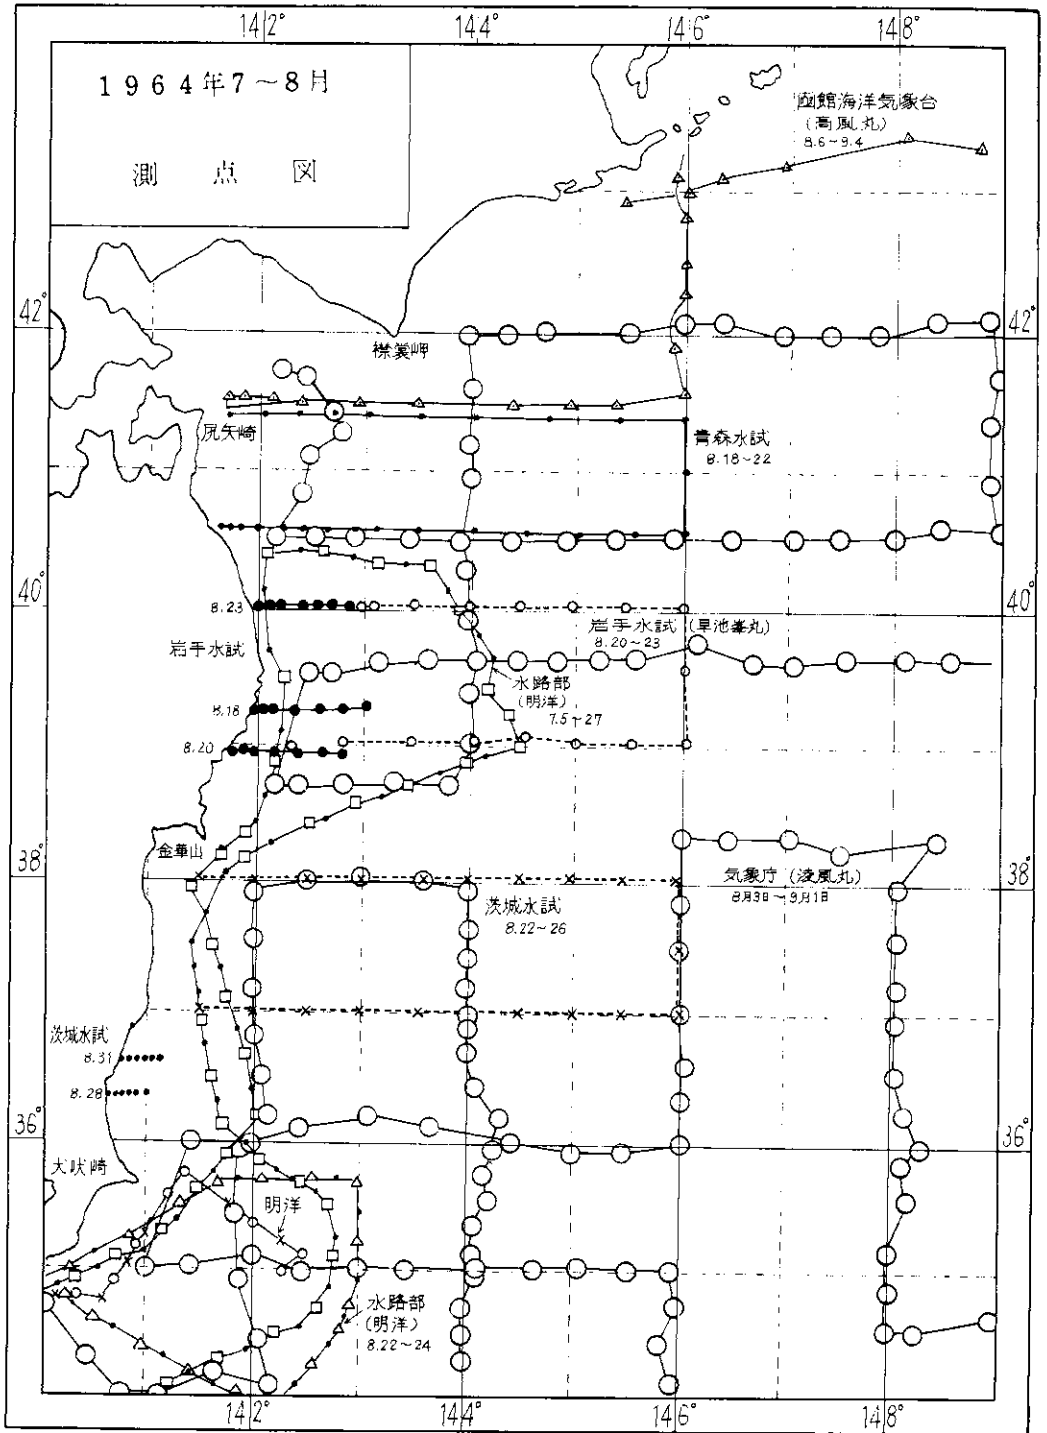 142°
144°
146°
148°
1964年7～8月
測 点 図
函館海洋気象台
(高風丸)
8.6～9.4
42°
42°
襟裳岬
尻矢崎
青森水試
8.18～22
40°
40°
8.23
岩手水試 (早池峯丸)
8.20～23
岩手水試
水路部
(明洋)
7.5～27
8.18
8.20
金華山
38°
38°
気象庁 (凌風丸)
8月3日～9月1日
茨城水試
8.22～26
茨城水試
8.31
8.28
36°
36°
犬吠崎
明洋
水路部
(明洋)
8.22～24
142°
144°
146°
148°